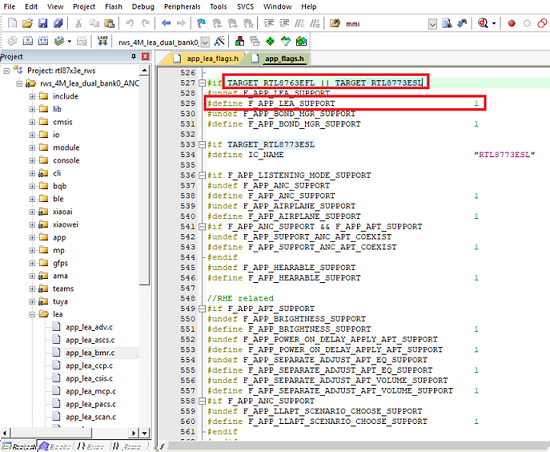 File Edit View Project Flash Debug Peripherals Tools SVCS Window Help
mmi
LOAD rws_4M_lea_dual_bank0
Project
Project: rtl87x3e_rws
rws_4M_lea_dual_bank0_ANC
include
lib
cmsis
io
module
console
cli
bqb
ble
xiaoai
xiaowei
app
mp
gfps
ama
teams
tuya
lea
app_lea_adv.c
app_lea_ascs.c
app_lea_bmr.c
app_lea_ccp.c
app_lea_csis.c
app_lea_mcp.c
app_lea_pacs.c
app_lea_scan.c
app_lea_flags.h app_flags.h
526
527 #if TARGET_RTL8763EFL || TARGET_RTL8773ESL
528 #undef F_APP_LEA_SUPPORT
529 #define F_APP_LEA_SUPPORT 1
530 #undef F_APP_BOND_MGR_SUPPORT
531 #define F_APP_BOND_MGR_SUPPORT 1
532
533 #if TARGET_RTL8773ESL
534 #define IC_NAME "RTL8773ESL"
535
536 #if F_APP_LISTENING_MODE_SUPPORT
537 #undef F_APP_ANC_SUPPORT
538 #define F_APP_ANC_SUPPORT 1
539 #undef F_APP_AIRPLANE_SUPPORT
540 #define F_APP_AIRPLANE_SUPPORT 1
541 #if F_APP_ANC_SUPPORT && F_APP_APT_SUPPORT
542 #undef F_APP_SUPPORT_ANC_APT_COEXIST
543 #define F_APP_SUPPORT_ANC_APT_COEXIST 1
544 #endif
545 #undef F_APP_HEARABLE_SUPPORT
546 #define F_APP_HEARABLE_SUPPORT 1
547
548 //RHE related
549 #if F_APP_APT_SUPPORT
550 #undef F_APP_BRIGHTNESS_SUPPORT
551 #define F_APP_BRIGHTNESS_SUPPORT 1
552 #undef F_APP_POWER_ON_DELAY_APPLY_APT_SUPPORT
553 #define F_APP_POWER_ON_DELAY_APPLY_APT_SUPPORT 1
554 #undef F_APP_SEPARATE_ADJUST_APT_EQ_SUPPORT
555 #define F_APP_SEPARATE_ADJUST_APT_EQ_SUPPORT 1
556 #undef F_APP_SEPARATE_ADJUST_APT_VOLUME_SUPPORT
557 #define F_APP_SEPARATE_ADJUST_APT_VOLUME_SUPPORT 1
558 #if F_APP_ANC_SUPPORT
559 #undef F_APP_LLAPT_SCENARIO_CHOOSE_SUPPORT
560 #define F_APP_LLAPT_SCENARIO_CHOOSE_SUPPORT 1
561 #endif